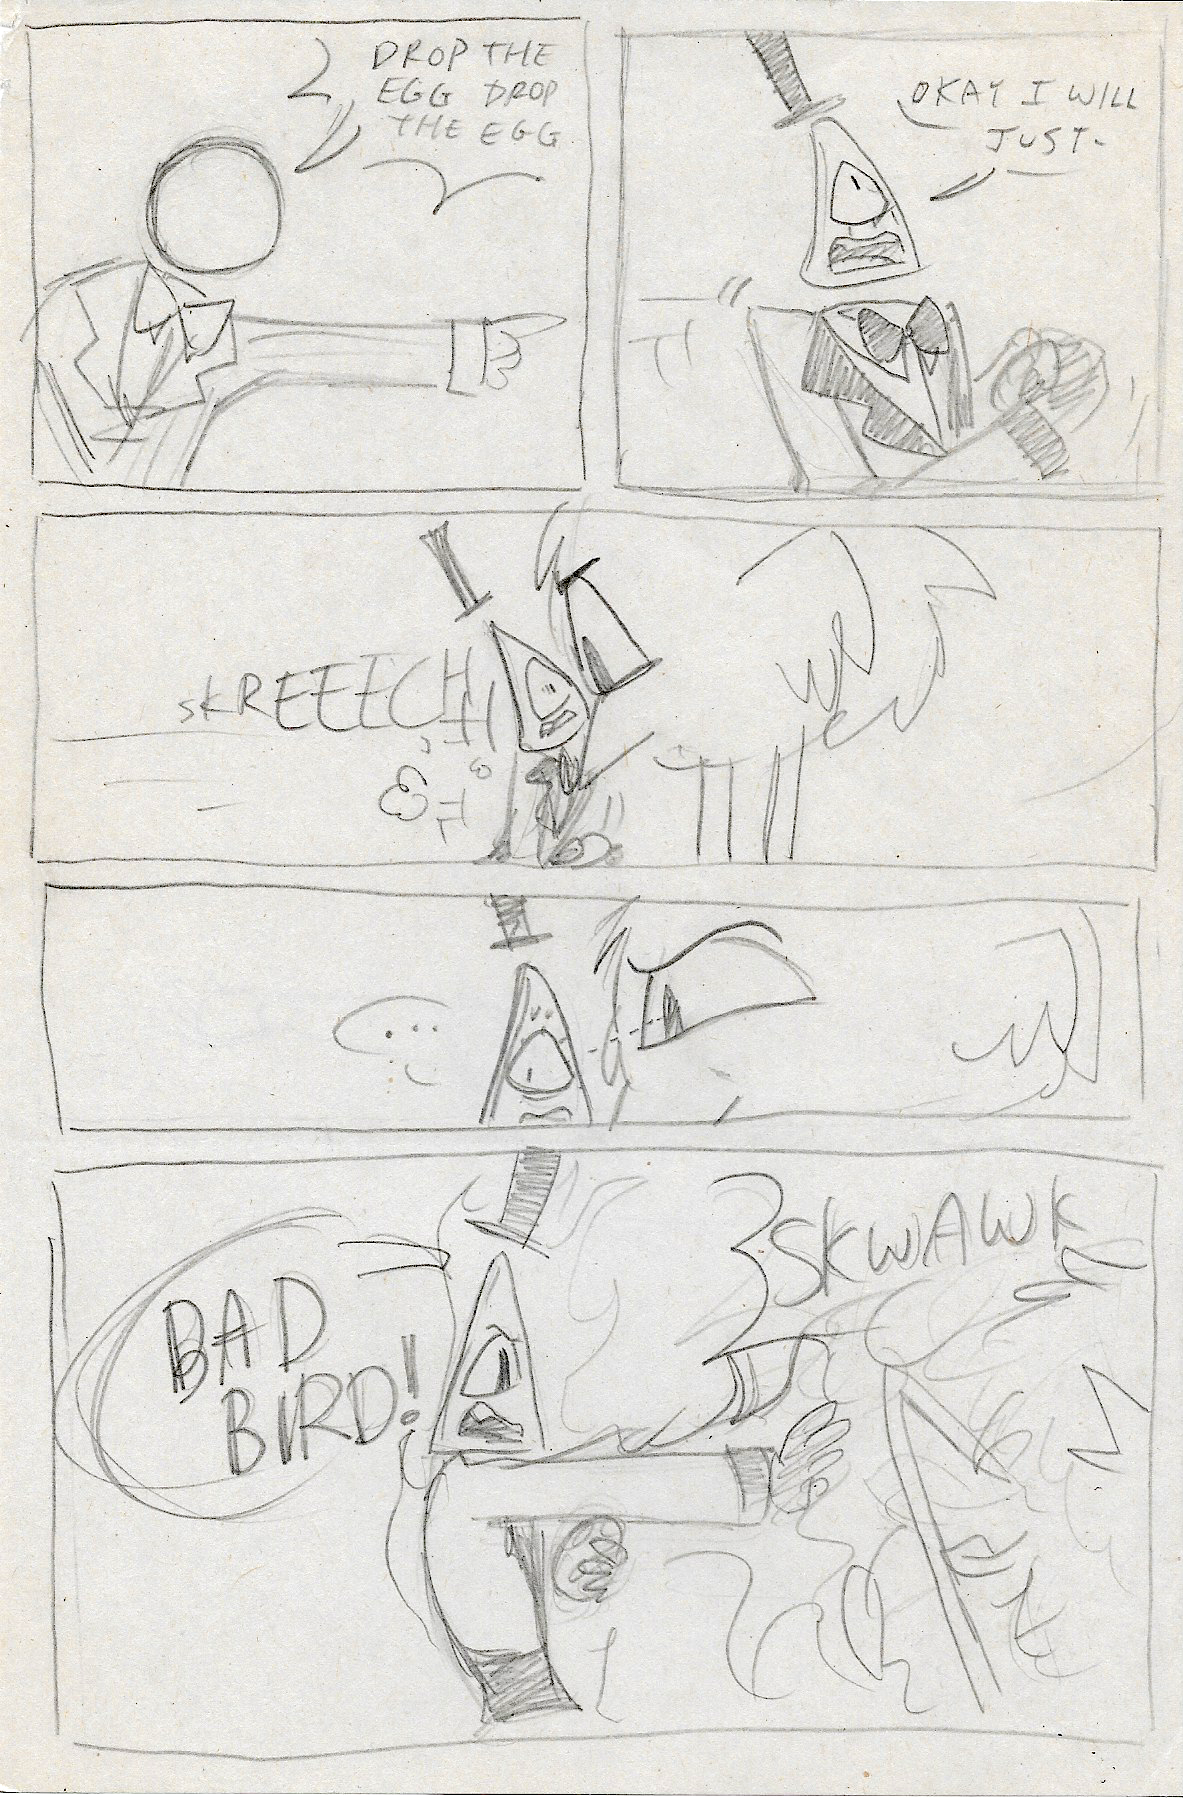 DROP THE
EGG DROP
THE EGG
OKAY I WILL
JUST-
SKREEECH
SKWAWK
BAD
BIRD!